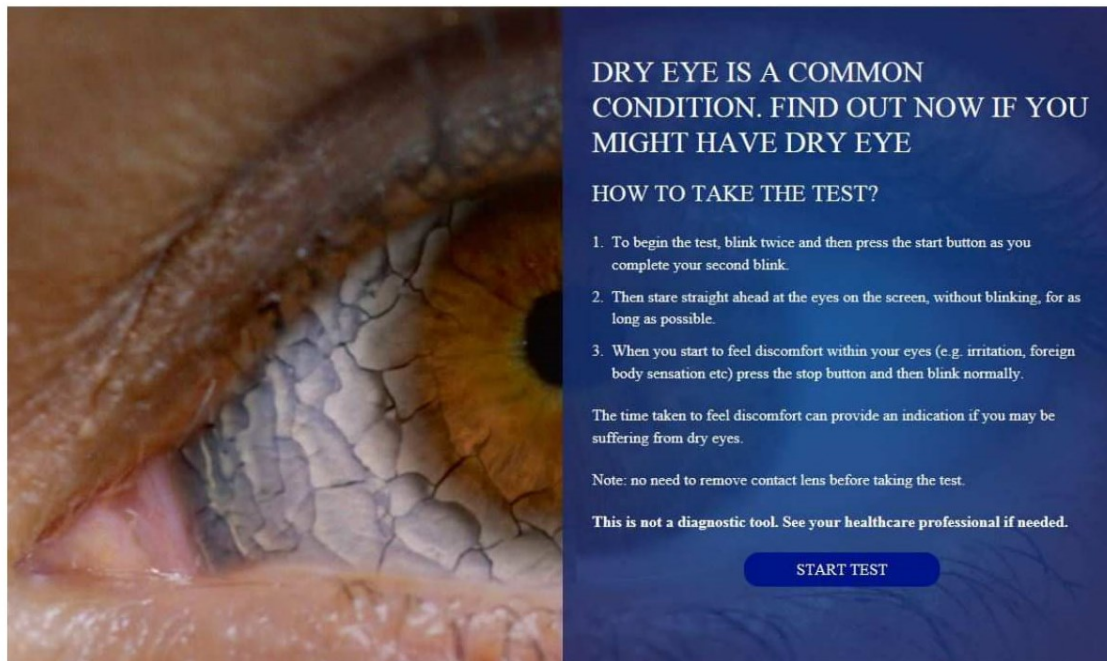 DRY EYE IS A COMMON
CONDITION. FIND OUT NOW IF YOU
MIGHT HAVE DRY EYE
HOW TO TAKE THE TEST?
1. To begin the test, blink twice and then press the start button as you
complete your second blink.
2. Then stare straight ahead at the eyes on the screen, without blinking, for as
long as possible.
3. When you start to feel discomfort within your eyes (e.g. irritation, foreign
body sensation etc) press the stop button and then blink normally.
The time taken to feel discomfort can provide an indication if you may be
suffering from dry eyes.
Note: no need to remove contact lens before taking the test.
This is not a diagnostic tool. See your healthcare professional if needed.
START TEST